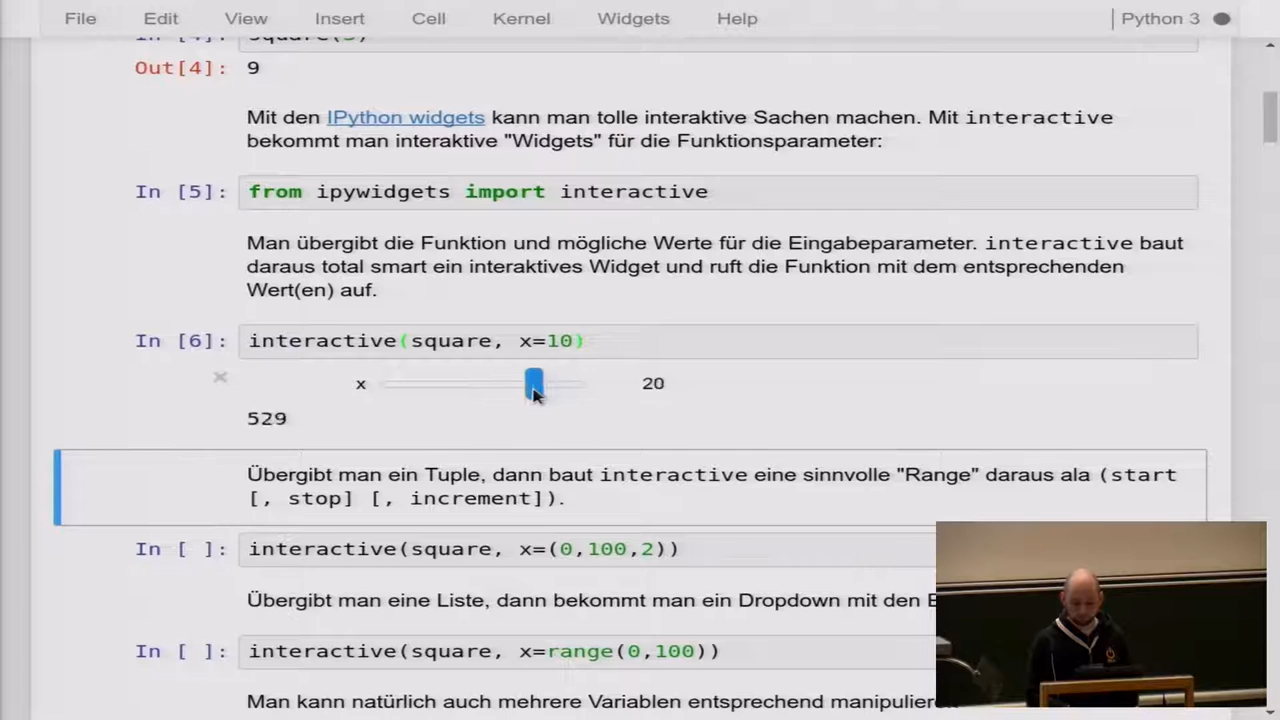 File Edit View Insert Cell Kernel Widgets Help Python 3
In [4]: square(3)
Out[4]: 9
Mit den IPython widgets kann man tolle interaktive Sachen machen. Mit interactive
bekommt man interaktive "Widgets" für die Funktionsparameter:
In [5]: from ipywidgets import interactive
Man übergibt die Funktion und mögliche Werte für die Eingabeparameter. interactive baut
daraus total smart ein interaktives Widget und ruft die Funktion mit dem entsprechenden
Wert(en) auf.
In [6]: interactive(square, x=10)
x 20
529
Übergibt man ein Tuple, dann baut interactive eine sinnvolle "Range" daraus ala (start
[, stop] [, increment]).
In [ ]: interactive(square, x=(0,100,2))
Übergibt man eine Liste, dann bekommt man ein Dropdown mit den
In [ ]: interactive(square, x=range(0,100))
Man kann natürlich auch mehrere Variablen entsprechend